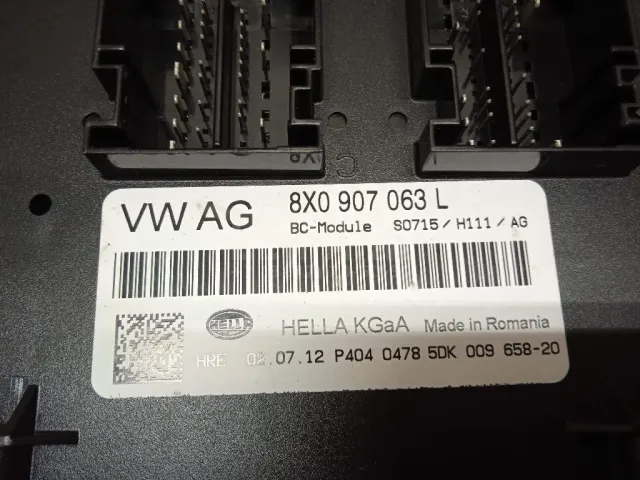 VW AG
8X0 907 063 L
BC-Module S0715/H111/AG
HELLA
HELLA KGaA Made in Romania
HRE 02.07.12 P404 0478 5DK 009 658-20